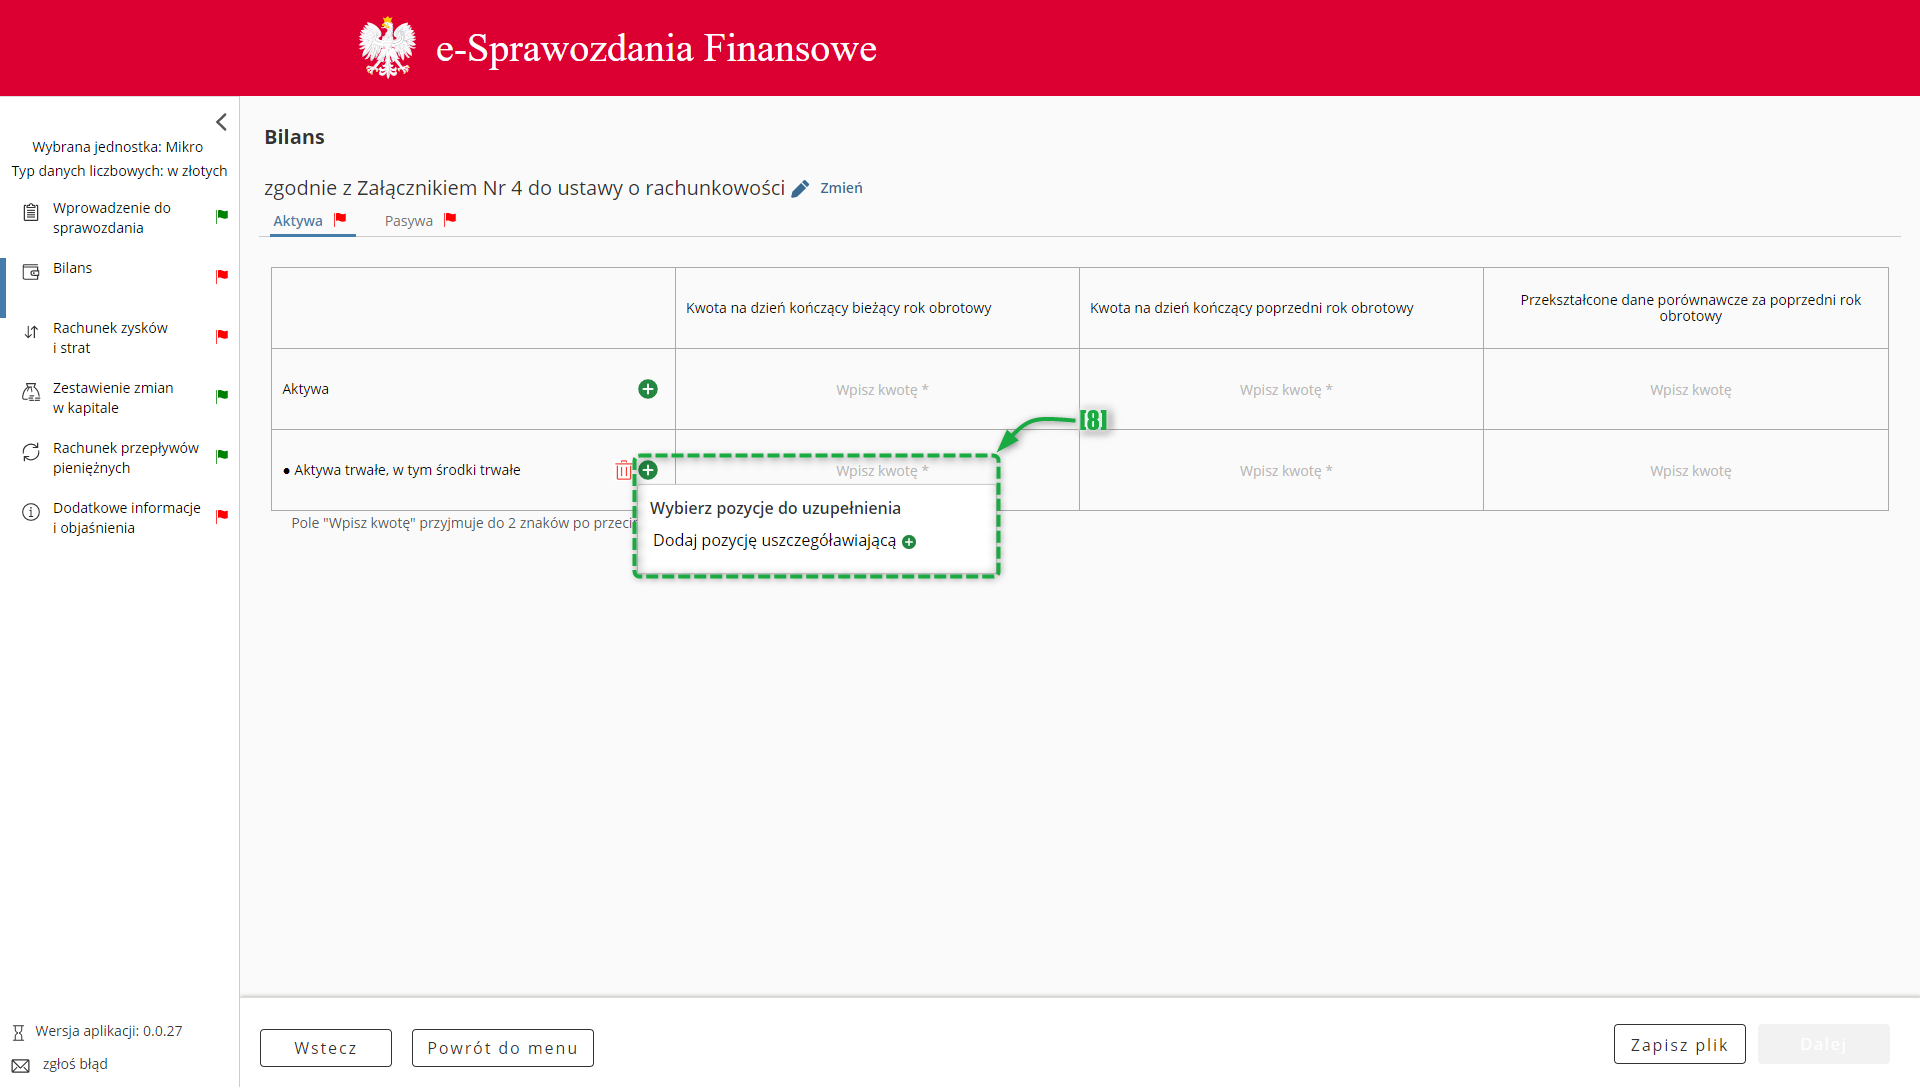 e-Sprawozdania Finansowe
Wybrana jednostka: Mikro
Typ danych liczbowych: w złotych
Wprowadzenie do
sprawozdania
Bilans
Rachunek zysków
i strat
Zestawienie zmian
w kapitale
Rachunek przepływów
pieniężnych
Dodatkowe informacje
i objaśnienia
Wersja aplikacji: 0.0.27
zgłoś błąd
Bilans
zgodnie z Załącznikiem Nr 4 do ustawy o rachunkowości Zmień
Aktywa Pasywa
Kwota na dzień kończący bieżący rok obrotowy
Kwota na dzień kończący poprzedni rok obrotowy
Przekształcone dane porównawcze za poprzedni rok
obrotowy
Aktywa
Wpisz kwotę *
Wpisz kwotę *
Wpisz kwotę
[8]
• Aktywa trwałe, w tym środki trwałe
Wpisz kwotę *
Wpisz kwotę *
Wpisz kwotę
Wybierz pozycje do uzupełnienia
Pole "Wpisz kwotę" przyjmuje do 2 znaków po
Dodaj pozycję uszczegóławiającą
Wstecz
Powrót do menu
Zapisz plik
Dalej